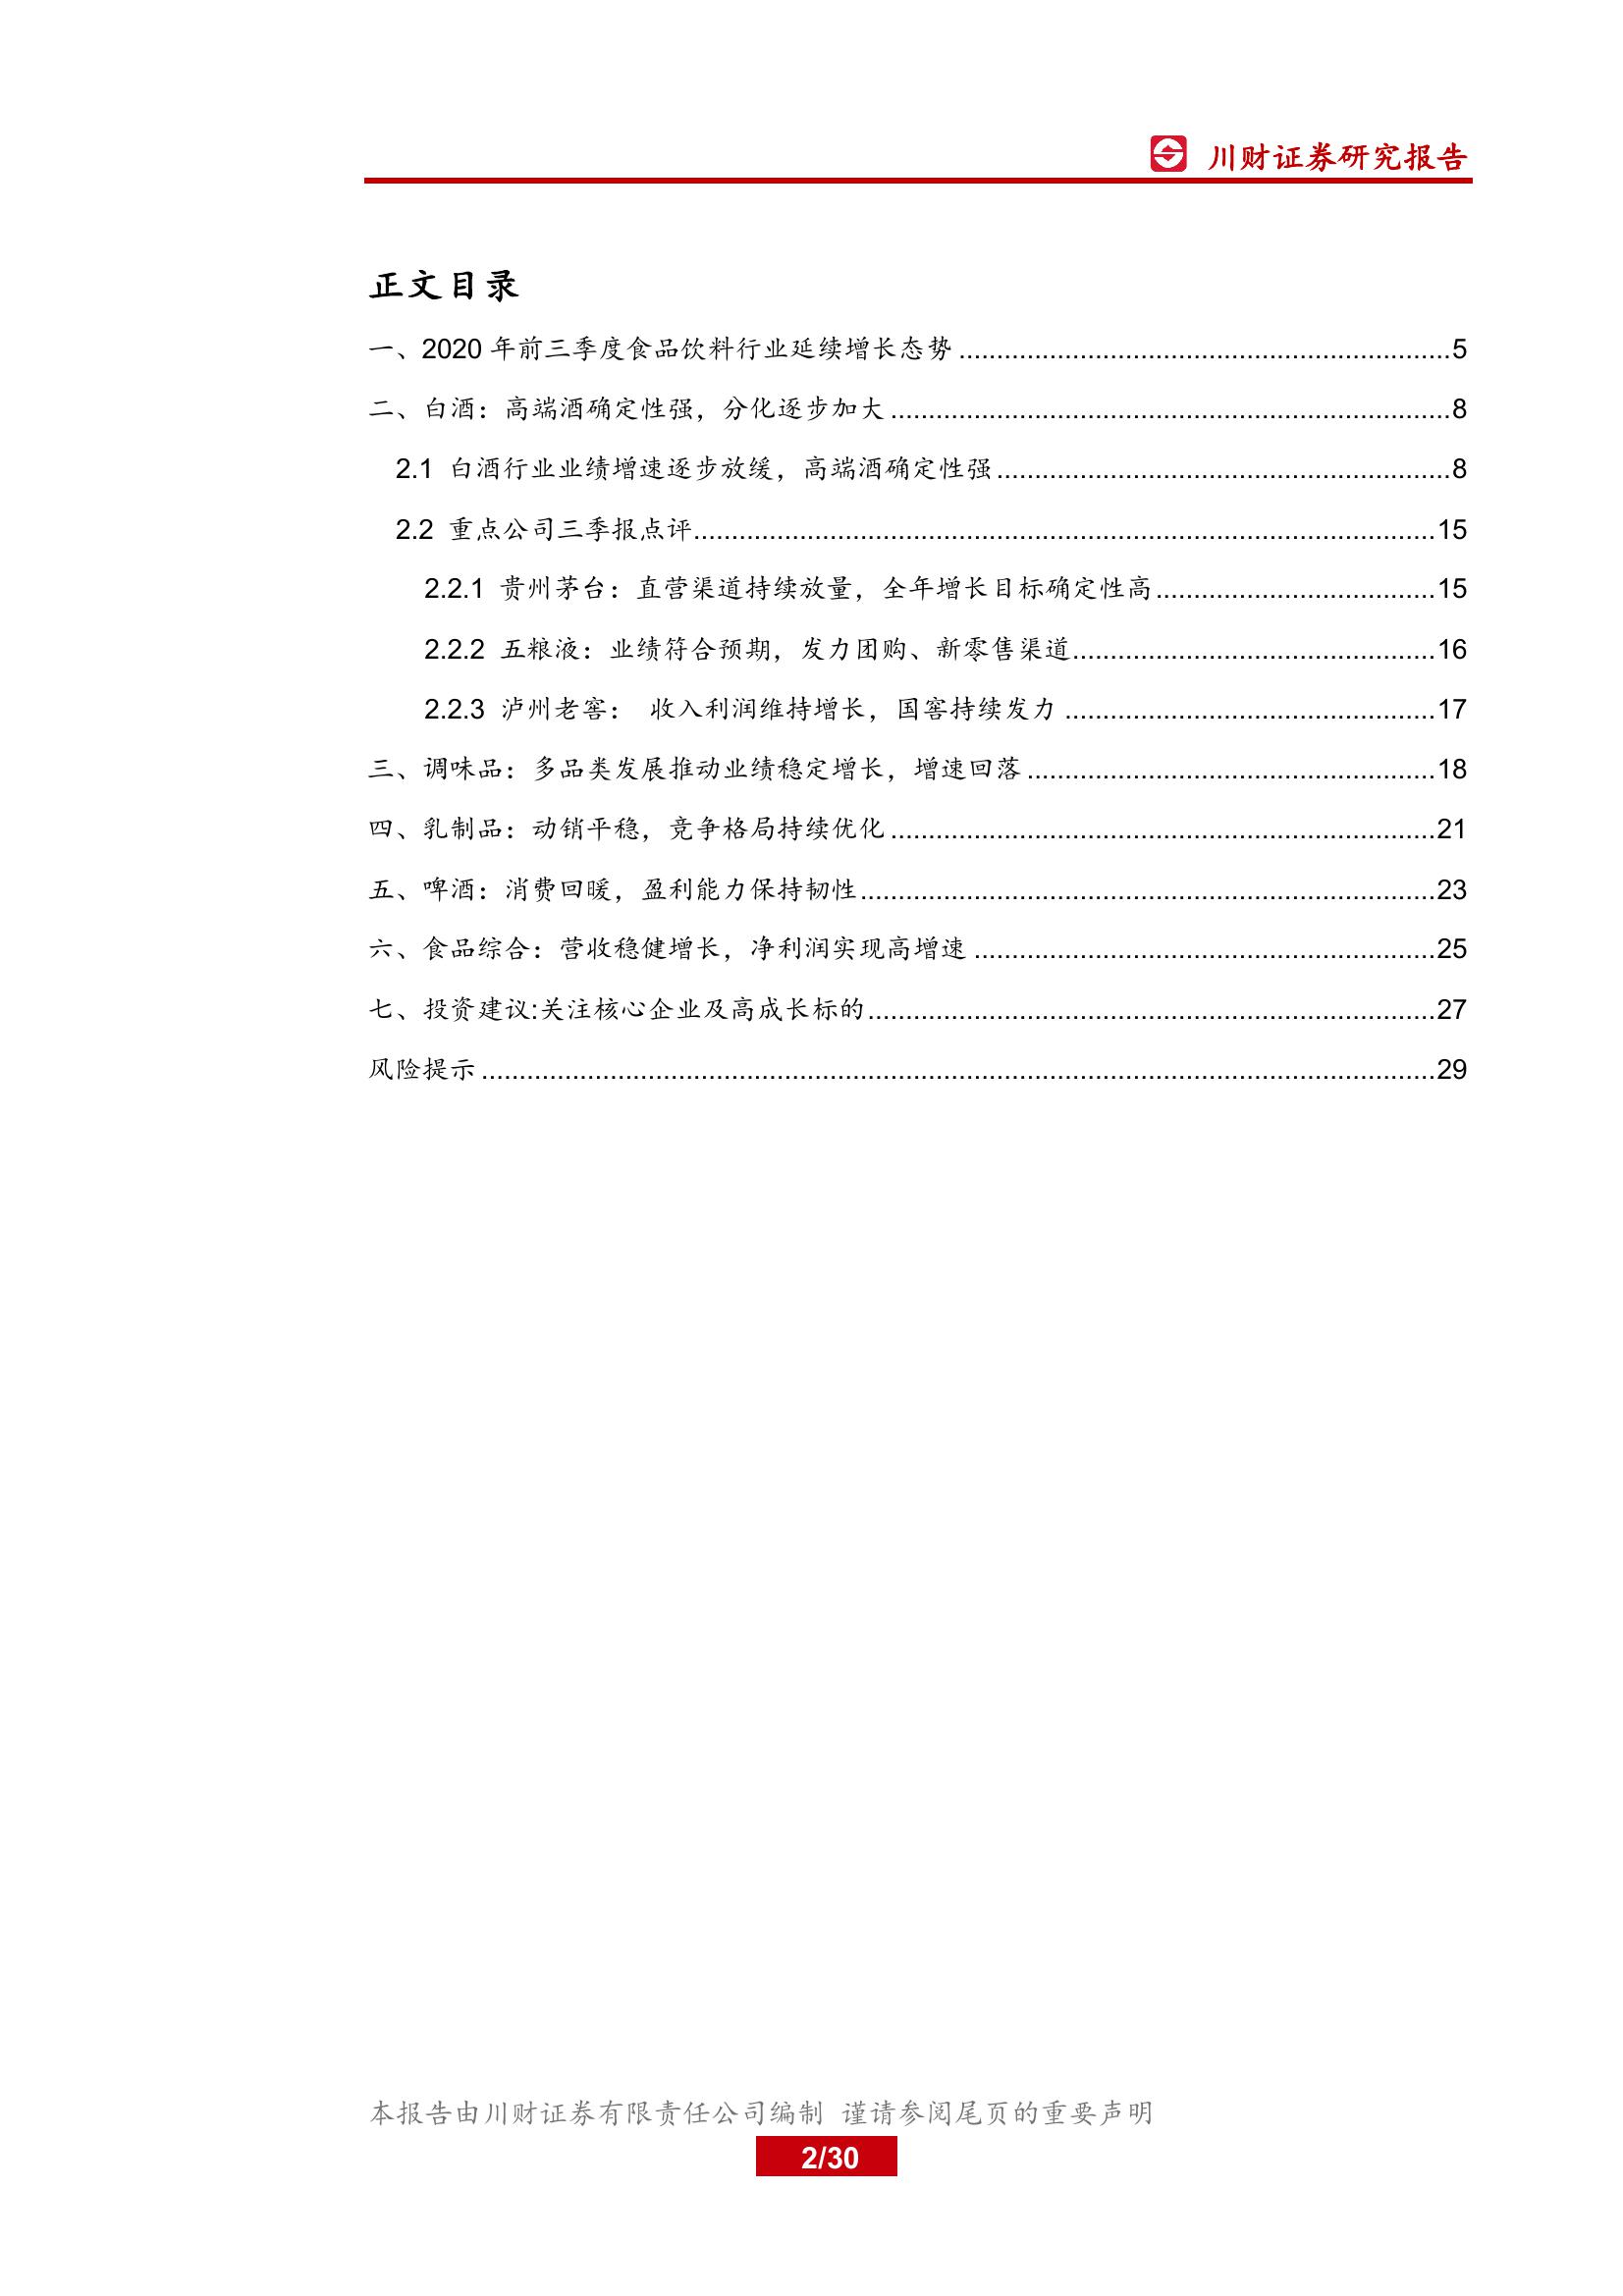 川财证券研究报告
正文目录
一、2020 年前三季度食品饮料行业延续增长态势 ................................................................. 5
二、白酒：高端酒确定性强，分化逐步加大 .......................................................................... 8
2.1 白酒行业业绩增速逐步放缓，高端酒确定性强 ............................................................ 8
2.2 重点公司三季报点评 .................................................................................................. 15
2.2.1 贵州茅台：直营渠道持续放量，全年增长目标确定性高 ..................................... 15
2.2.2 五粮液：业绩符合预期，发力团购、新零售渠道 ................................................ 16
2.2.3 泸州老窖： 收入利润维持增长，国窖持续发力 ................................................. 17
三、调味品：多品类发展推动业绩稳定增长，增速回落 ...................................................... 18
四、乳制品：动销平稳，竞争格局持续优化 ........................................................................ 21
五、啤酒：消费回暖，盈利能力保持韧性 ............................................................................ 23
六、食品综合：营收稳健增长，净利润实现高增速 ............................................................. 25
七、投资建议:关注核心企业及高成长标的 ........................................................................... 27
风险提示 .............................................................................................................................. 29
本报告由川财证券有限责任公司编制 谨请参阅尾页的重要声明
2/30